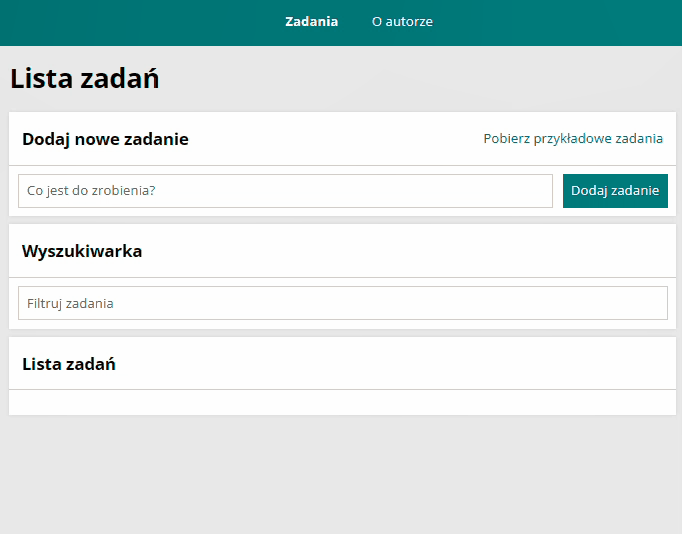 Zadania O autorze
Lista zadań
Dodaj nowe zadanie Pobierz przykładowe zadania
Co jest do zrobienia? Dodaj zadanie
Wyszukiwarka
Filtruj zadania
Lista zadań